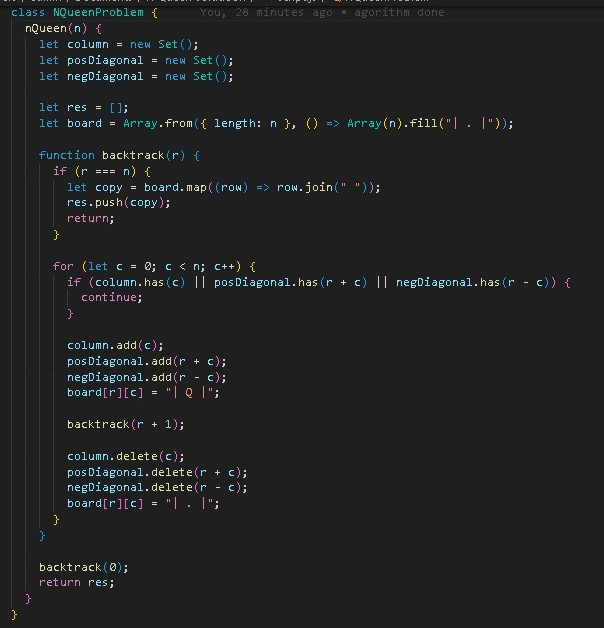 class NQueenProblem {     You, 28 minutes ago • agorithm done
  nQueen(n) {
    let column = new Set();
    let posDiagonal = new Set();
    let negDiagonal = new Set();

    let res = [];
    let board = Array.from({ length: n }, () => Array(n).fill("| . |"));

    function backtrack(r) {
      if (r === n) {
        let copy = board.map((row) => row.join(" "));
        res.push(copy);
        return;
      }

      for (let c = 0; c < n; c++) {
        if (column.has(c) || posDiagonal.has(r + c) || negDiagonal.has(r - c)) {
          continue;
        }

        column.add(c);
        posDiagonal.add(r + c);
        negDiagonal.add(r - c);
        board[r][c] = "| Q |";

        backtrack(r + 1);

        column.delete(c);
        posDiagonal.delete(r + c);
        negDiagonal.delete(r - c);
        board[r][c] = "| . |";
      }
    }

    backtrack(0);
    return res;
  }
}